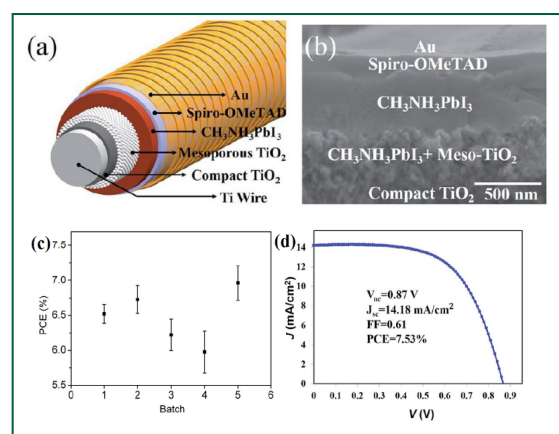 (a)
Au
Spiro-OMeTAD
CH₃NH₃PbI₃
Mesoporous TiO₂
Compact TiO₂
Ti Wire
(b)
Au
Spiro-OMeTAD
CH₃NH₃PbI₃
CH₃NH₃PbI₃+ Meso-TiO₂
Compact TiO₂
500 nm
(c)
PCE (%)
7.5
7.0
6.5
6.0
5.5
0 1 2 3 4 5 6
Batch
(d)
J (mA/cm²)
16
14
12
10
8
6
4
2
0
Voc=0.87 V
Jsc=14.18 mA/cm²
FF=0.61
PCE=7.53%
0 0.1 0.2 0.3 0.4 0.5 0.6 0.7 0.8 0.9
V (V)